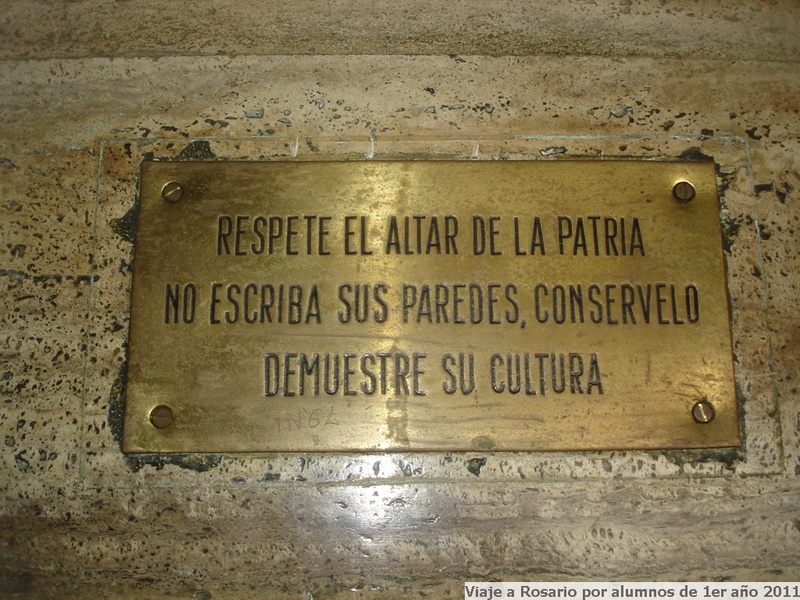 RESPETE EL ALTAR DE LA PATRIA
NO ESCRIBA SUS PAREDES, CONSERVELO
DEMUESTRE SU CULTURA
Viaje a Rosario por alumnos de 1er año 2011